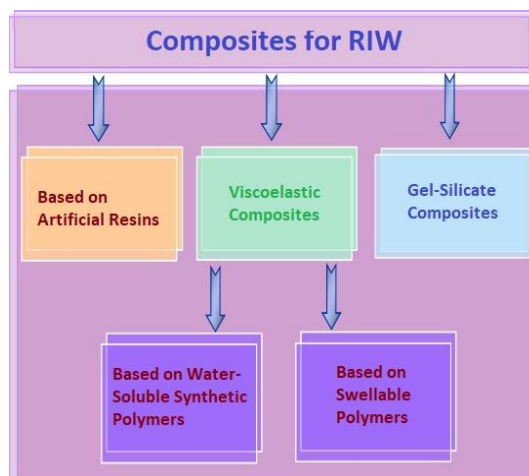 Composites for RIW
Based on
Artificial Resins
Viscoelastic
Composites
Gel-Silicate
Composites
Based on Water-
Soluble Synthetic
Polymers
Based on
Swellable
Polymers